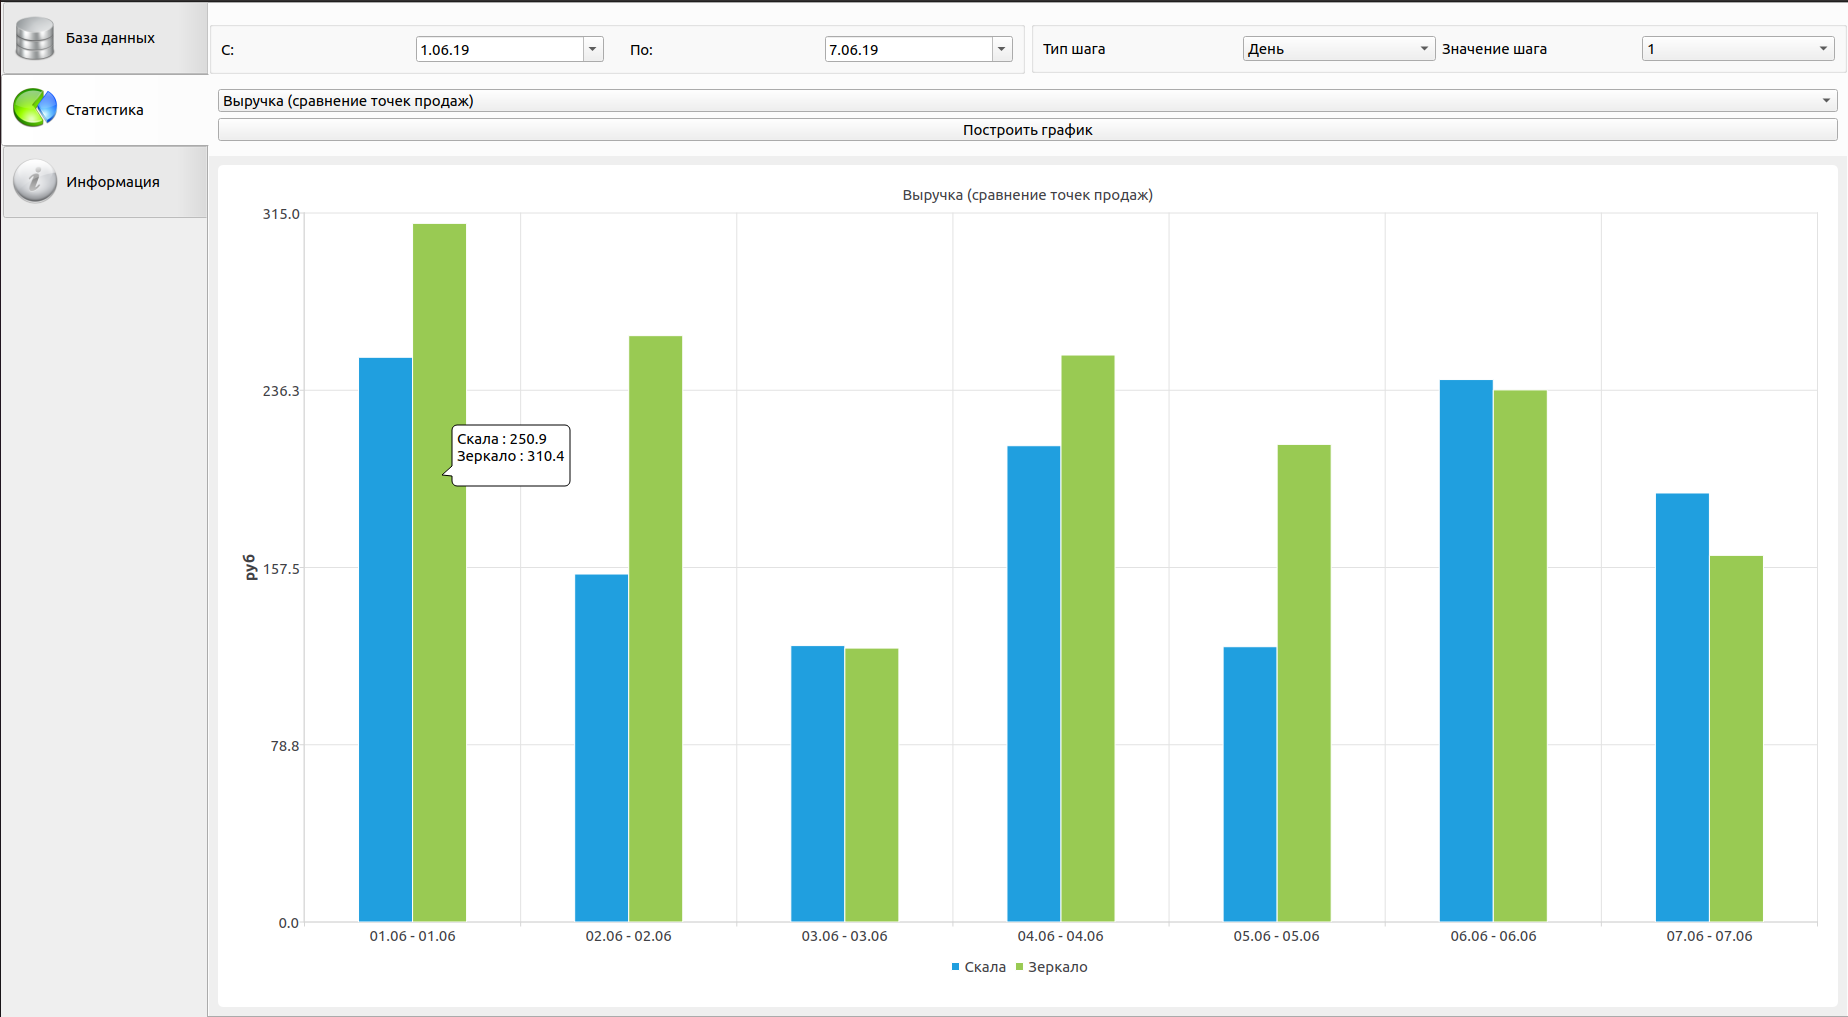 База данных
Статистика
Информация
С: 1.06.19 По: 7.06.19 Тип шага День Значение шага 1
Выручка (сравнение точек продаж)
Построить график
Выручка (сравнение точек продаж)
315.0
236.3
157.5
78.8
0.0
руб
Скала : 250.9
Зеркало : 310.4
01.06 - 01.06 02.06 - 02.06 03.06 - 03.06 04.06 - 04.06 05.06 - 05.06 06.06 - 06.06 07.06 - 07.06
Скала Зеркало